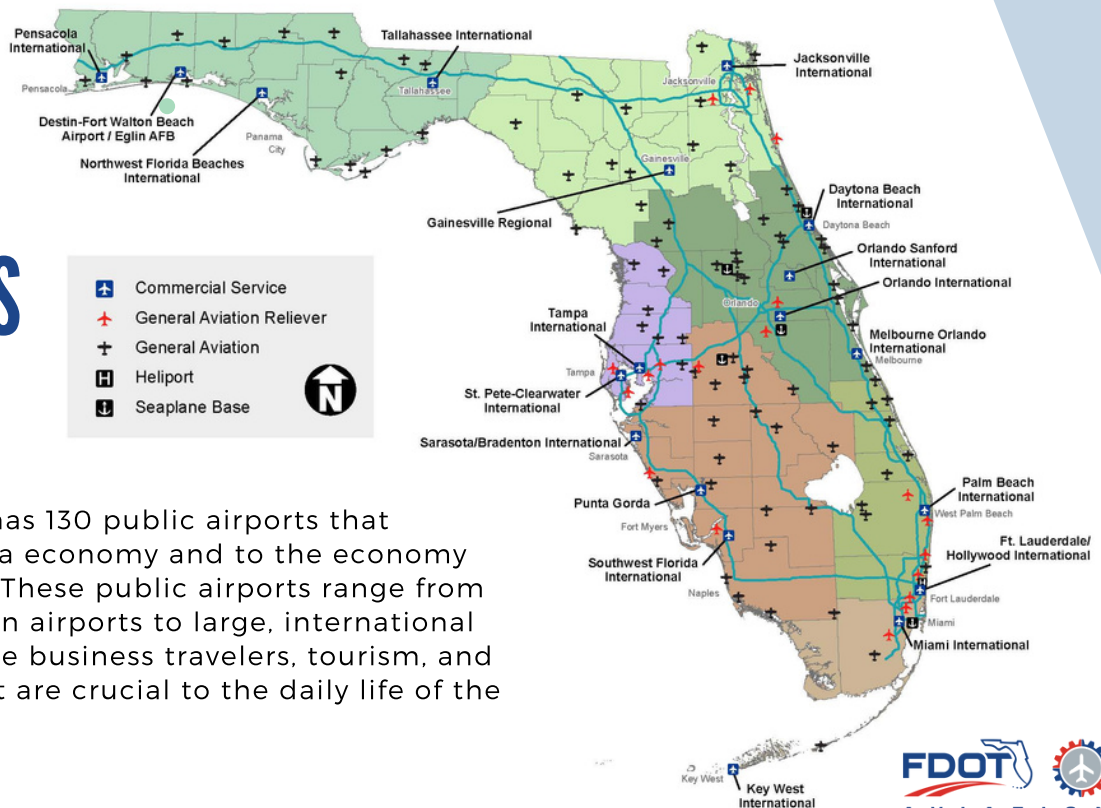 Pensacola
International
Tallahassee International
Jacksonville
International
Jacksonville
Pensacola
Tallahassee
Destin-Fort Walton Beach
Airport / Eglin AFB
Panama
City
Northwest Florida Beaches
International
Gainesville
Gainesville Regional
Daytona Beach
International
Daytona Beach
Orlando Sanford
International
Orlando International
Orlando
S
Commercial Service
General Aviation Reliever
General Aviation
H
Heliport
Seaplane Base
N
Tampa
International
Tampa
Melbourne Orlando
International
Melbourne
St. Pete-Clearwater
International
Sarasota/Bradenton International
Sarasota
Punta Gorda
Fort Myers
Palm Beach
International
West Palm Beach
Ft. Lauderdale/
Hollywood International
H
Southwest Florida
International
Naples
Fort Lauderdale
Miami
Miami International
has 130 public airports that
a economy and to the economy
These public airports range from
n airports to large, international
e business travelers, tourism, and
t are crucial to the daily life of the
Key West
Key West
International
FDOT